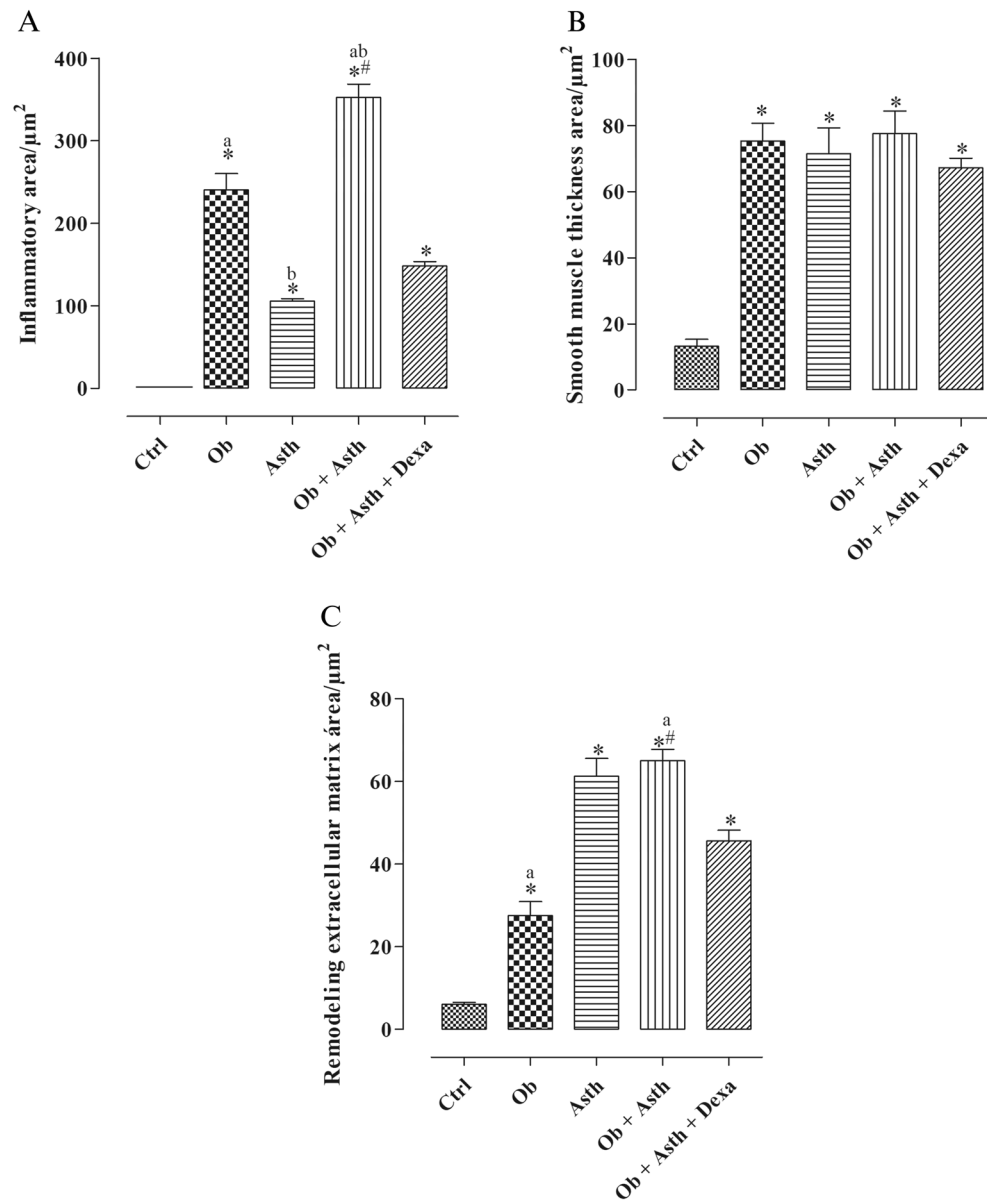 A
Inflammatory area/µm²
400
300
200
100
0
a
*
b
*
ab
*#
*
Ctrl
Ob
Asth
Ob + Asth
Ob + Asth + Dexa
B
Smooth muscle thickness area/µm²
100
80
60
40
20
0
*
*
*
*
Ctrl
Ob
Asth
Ob + Asth
Ob + Asth + Dexa
C
Remodeling extracellular matrix área/µm²
80
60
40
20
0
a
*
*
a
*#
*
Ctrl
Ob
Asth
Ob + Asth
Ob + Asth + Dexa